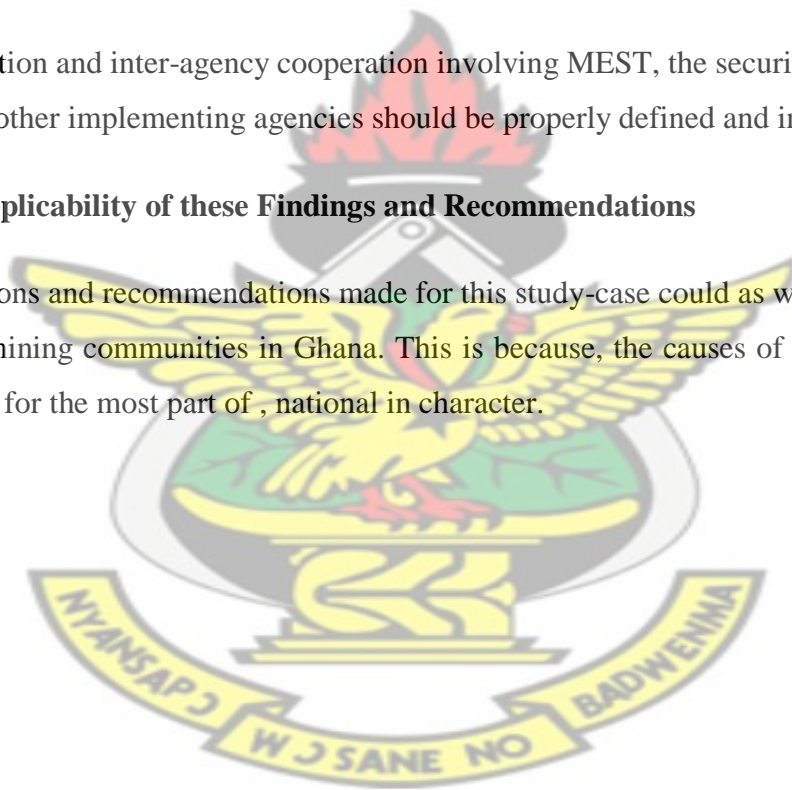 tion and inter-agency cooperation involving MEST, the securi
other implementing agencies should be properly defined and in
plicability of these Findings and Recommendations
ons and recommendations made for this study-case could as w
ining communities in Ghana. This is because, the causes of
for the most part of , national in character.
NYANSAPƆ
BADWENMA
WƆSANE NO